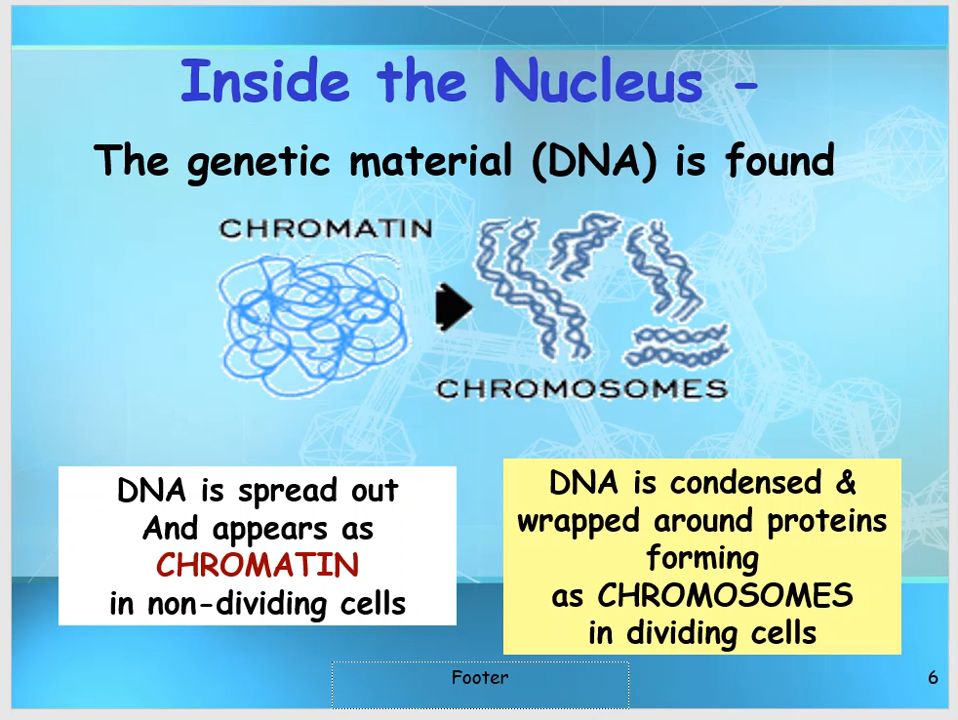 Inside the Nucleus -
The genetic material (DNA) is found
CHROMATIN
CHROMOSOMES
DNA is spread out
And appears as
CHROMATIN
in non-dividing cells
DNA is condensed &
wrapped around proteins
forming
as CHROMOSOMES
in dividing cells
Footer
6